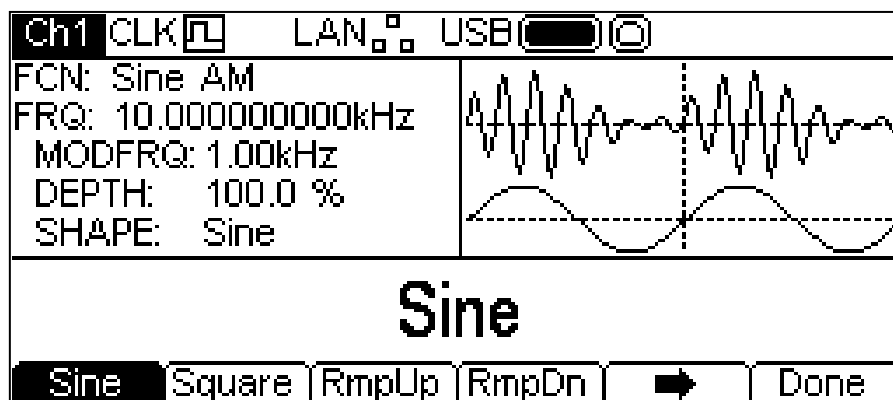 Ch1 CLK LAN USB
FCN: Sine AM
FRQ: 10.000000000kHz
MODFRQ: 1.00kHz
DEPTH: 100.0 %
SHAPE: Sine
Sine
Sine Square RmpUp RmpDn Done